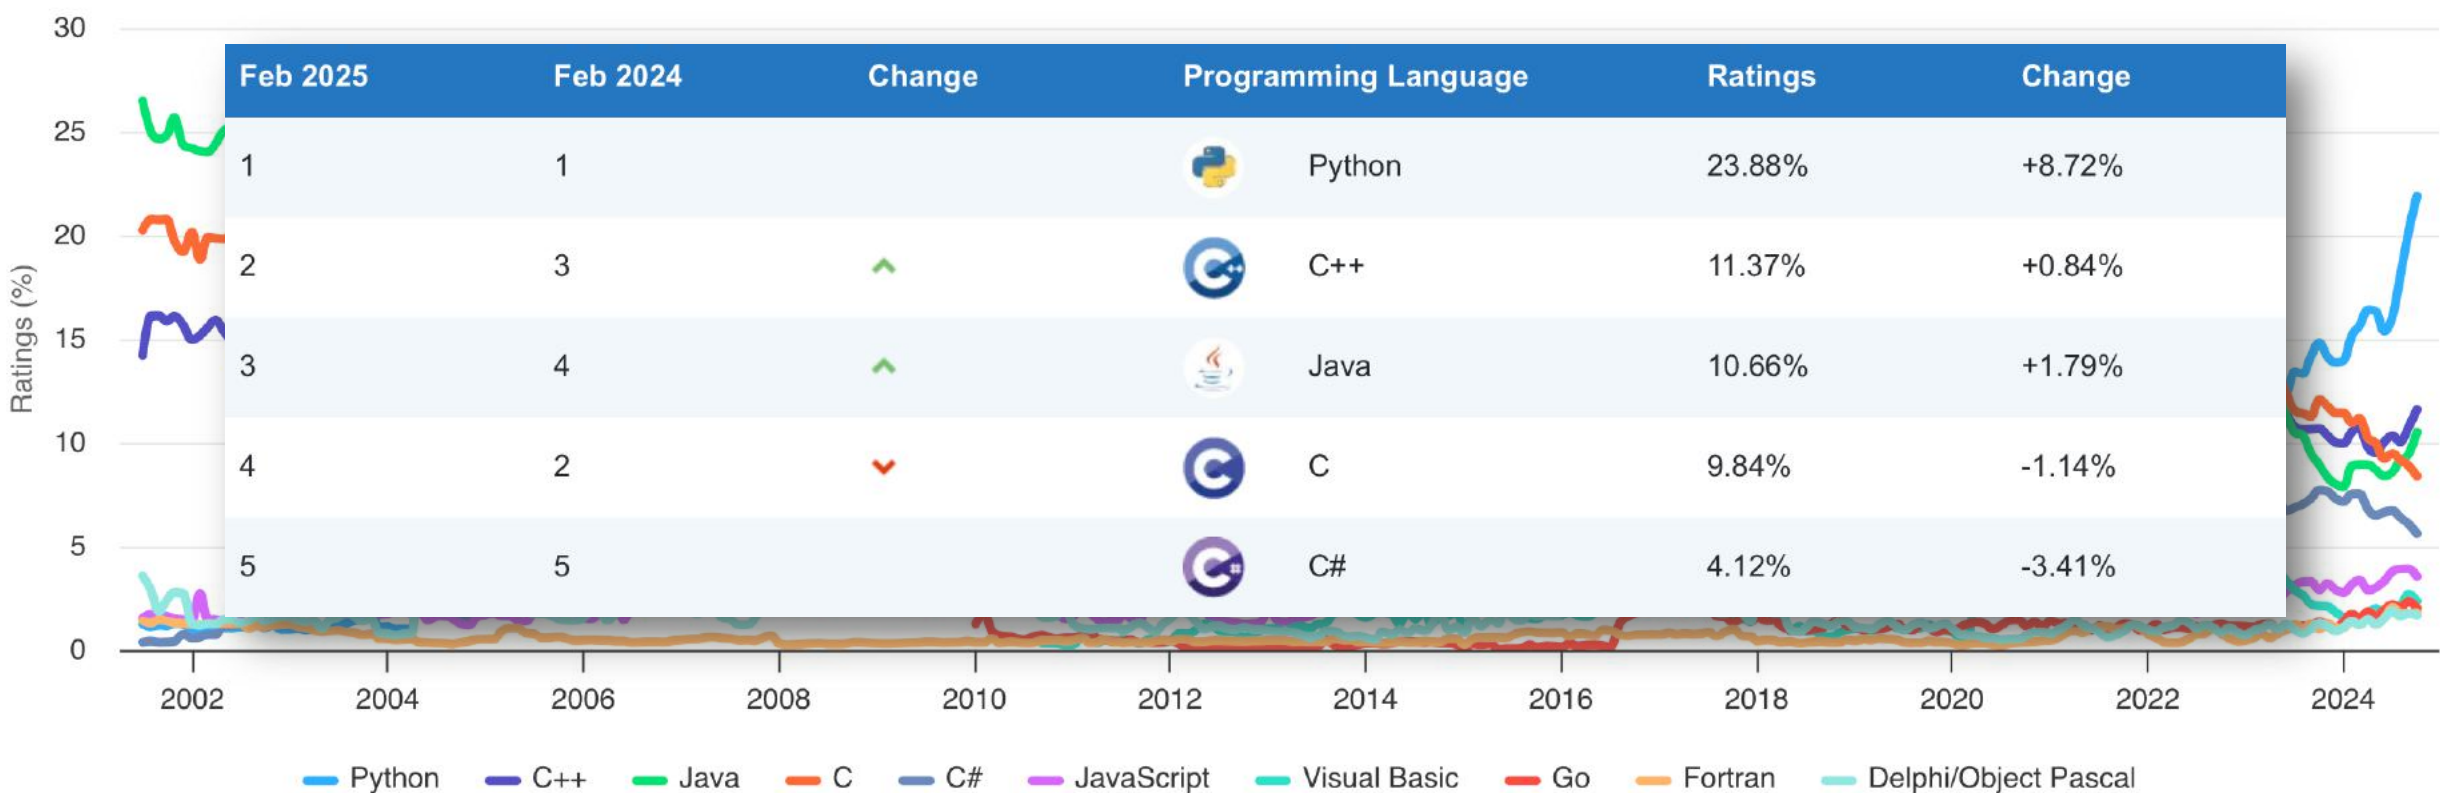 30
25
20
15
10
5
0
Ratings (%)
Feb 2025 Feb 2024 Change Programming Language Ratings Change
1 1 Python 23.88% +8.72%
2 3 C++ 11.37% +0.84%
3 4 Java 10.66% +1.79%
4 2 C 9.84% -1.14%
5 5 C# 4.12% -3.41%
2002 2004 2006 2008 2010 2012 2014 2016 2018 2020 2022 2024
Python C++ Java C C# JavaScript Visual Basic Go Fortran Delphi/Object Pascal